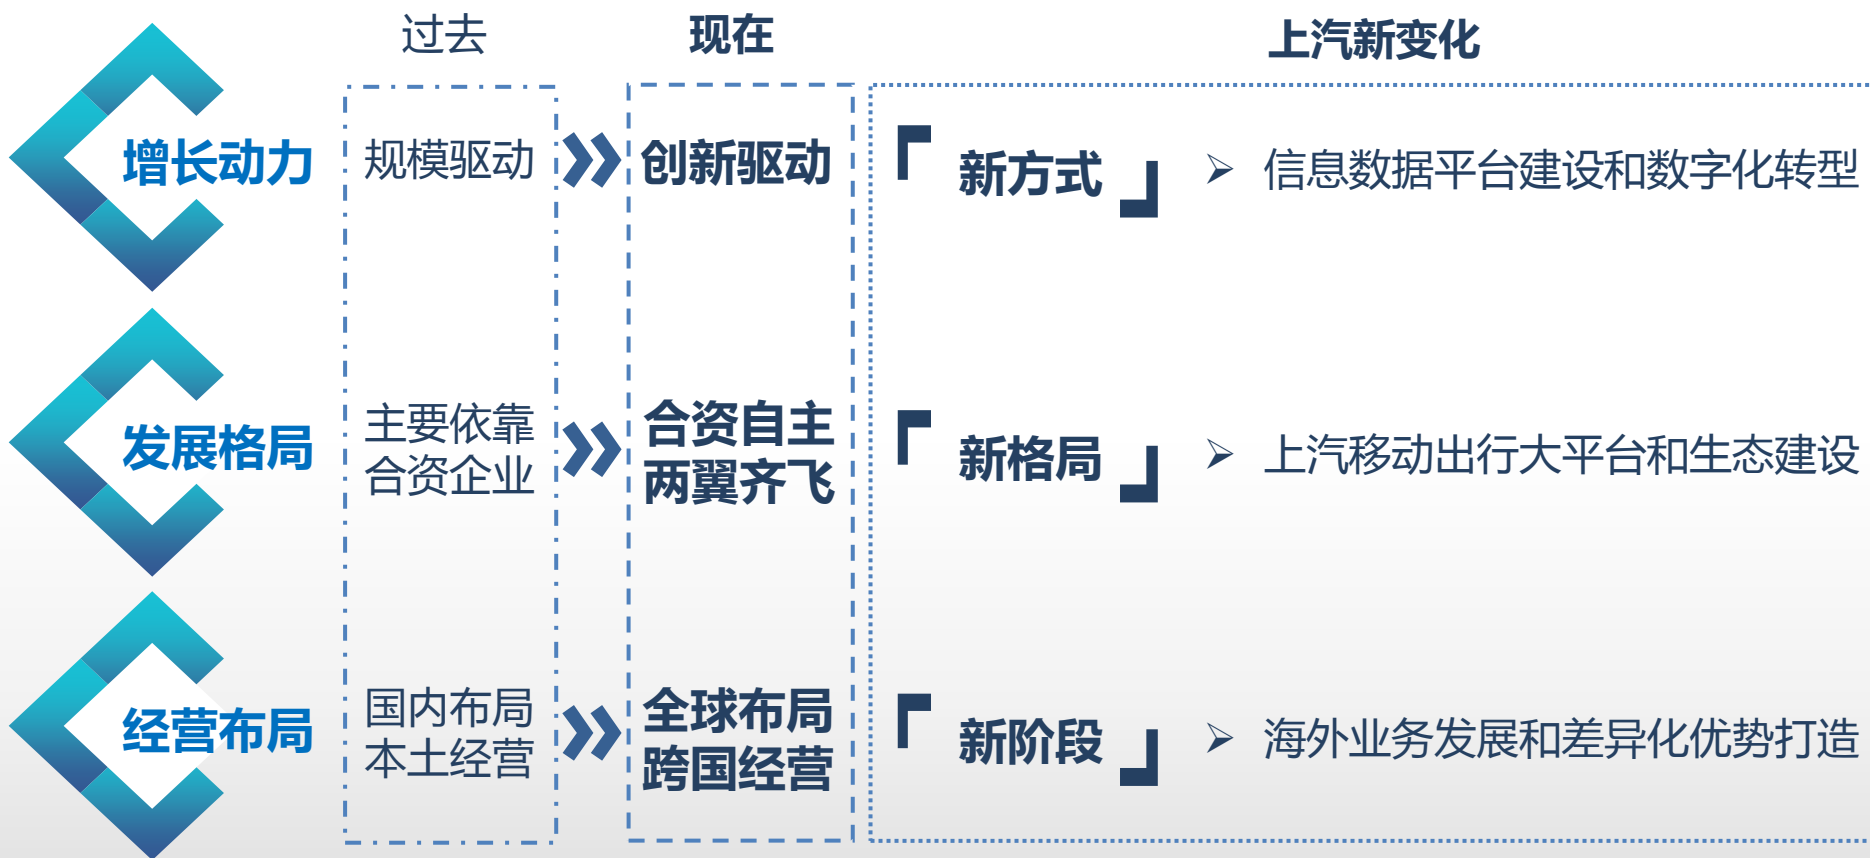 过去
现在
上汽新变化
增长动力
规模驱动
创新驱动
「新方式」
➢ 信息数据平台建设和数字化转型
发展格局
主要依靠
合资企业
合资自主
两翼齐飞
「新格局」
➢ 上汽移动出行大平台和生态建设
经营布局
国内布局
本土经营
全球布局
跨国经营
「新阶段」
➢ 海外业务发展和差异化优势打造